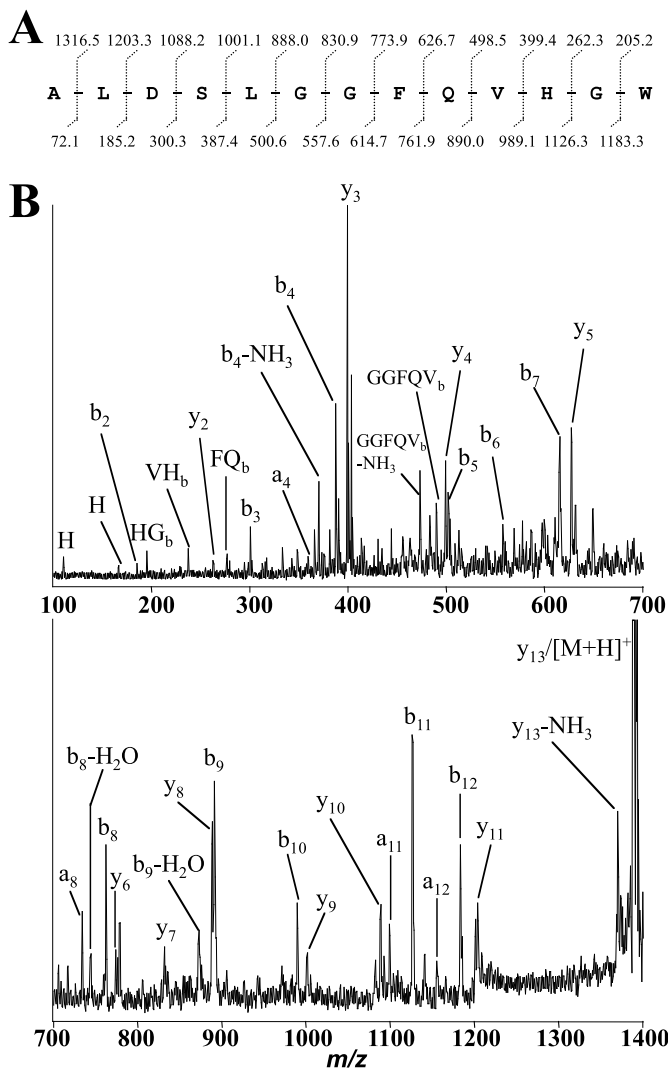 A
1316.5 1203.3 1088.2 1001.1 888.0 830.9 773.9 626.7 498.5 399.4 262.3 205.2
A L D S L G G F Q V H G W
72.1 185.2 300.3 387.4 500.6 557.6 614.7 761.9 890.0 989.1 1126.3 1183.3
B
y3
b4
b4-NH3
y4
y5
GGFQVb
b7
b2
y2
GGFQVb
-NH3
b6
b5
H
VHb
FQb
a4
H
HGb
b3
100 200 300 400 500 600 700
y13/[M+H]+
b8-H2O
b11
y13-NH3
b9
b12
y8
y10
y11
b8
b9-H2O
b10
a11
a8
y6
y9
a12
y7
700 800 900 1000 1100 1200 1300 1400
m/z